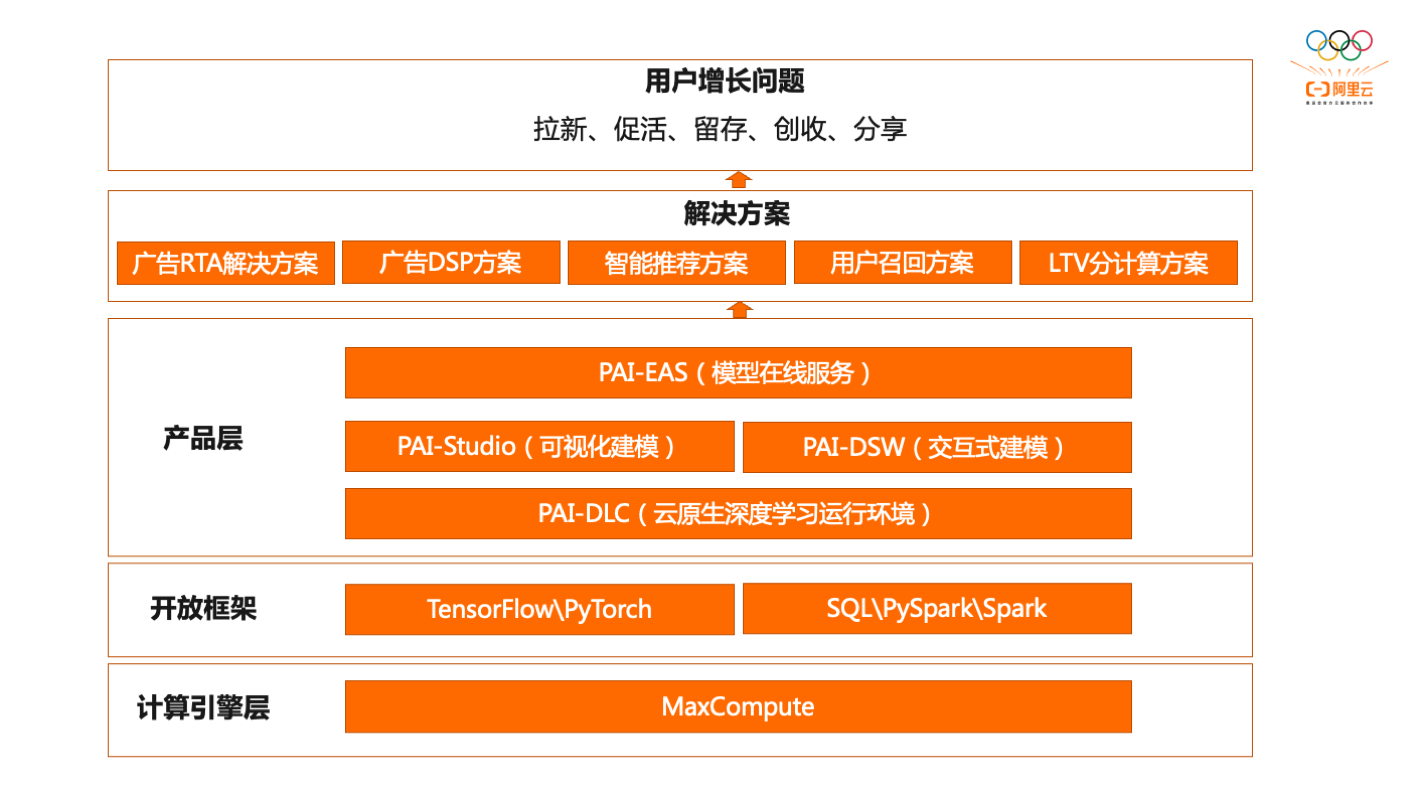 阿里云
用户增长问题
拉新、促活、留存、创收、分享
解决方案
广告RTA解决方案
广告DSP方案
智能推荐方案
用户召回方案
LTV分计算方案
产品层
PAI-EAS（模型在线服务）
PAI-Studio（可视化建模）
PAI-DSW（交互式建模）
PAI-DLC（云原生深度学习运行环境）
开放框架
TensorFlow\PyTorch
SQL\PySpark\Spark
计算引擎层
MaxCompute